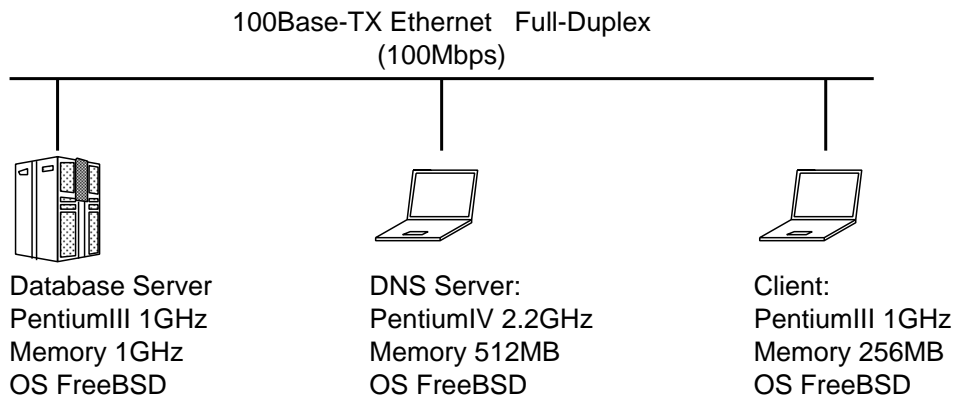 100Base-TX Ethernet Full-Duplex
(100Mbps)
Database Server
PentiumIII 1GHz
Memory 1GHz
OS FreeBSD
DNS Server:
PentiumIV 2.2GHz
Memory 512MB
OS FreeBSD
Client:
PentiumIII 1GHz
Memory 256MB
OS FreeBSD